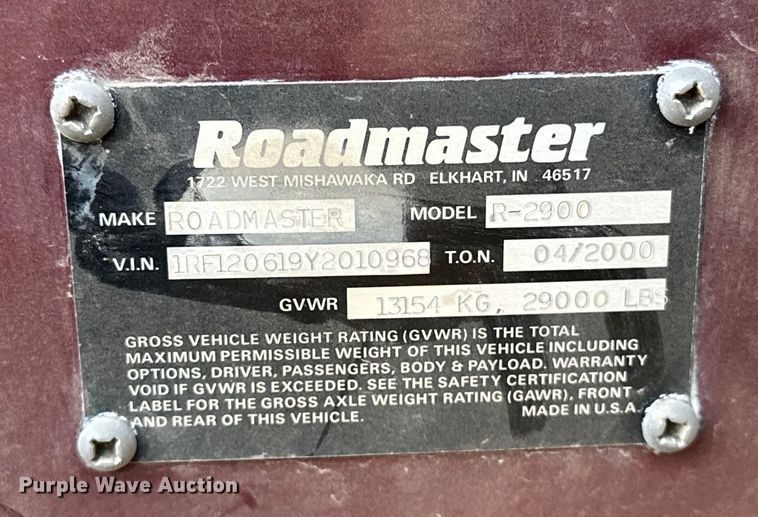 Roadmaster
1722 WEST MISHAWAKA RD ELKHART, IN 46517
MAKE ROADMASTER MODEL R-2900
V.I.N. 1RF120619Y2010968 T.O.N. 04/2000
GVWR 13154 KG, 29000 LBS
GROSS VEHICLE WEIGHT RATING (GVWR) IS THE TOTAL
MAXIMUM PERMISSIBLE WEIGHT OF THIS VEHICLE INCLUDING
OPTIONS, DRIVER, PASSENGERS, BODY & PAYLOAD. WARRANTY
VOID IF GVWR IS EXCEEDED. SEE THE SAFETY CERTIFICATION
LABEL FOR THE GROSS AXLE WEIGHT RATING (GAWR), FRONT
AND REAR OF THIS VEHICLE. MADE IN U.S.A.
Purple Wave Auction